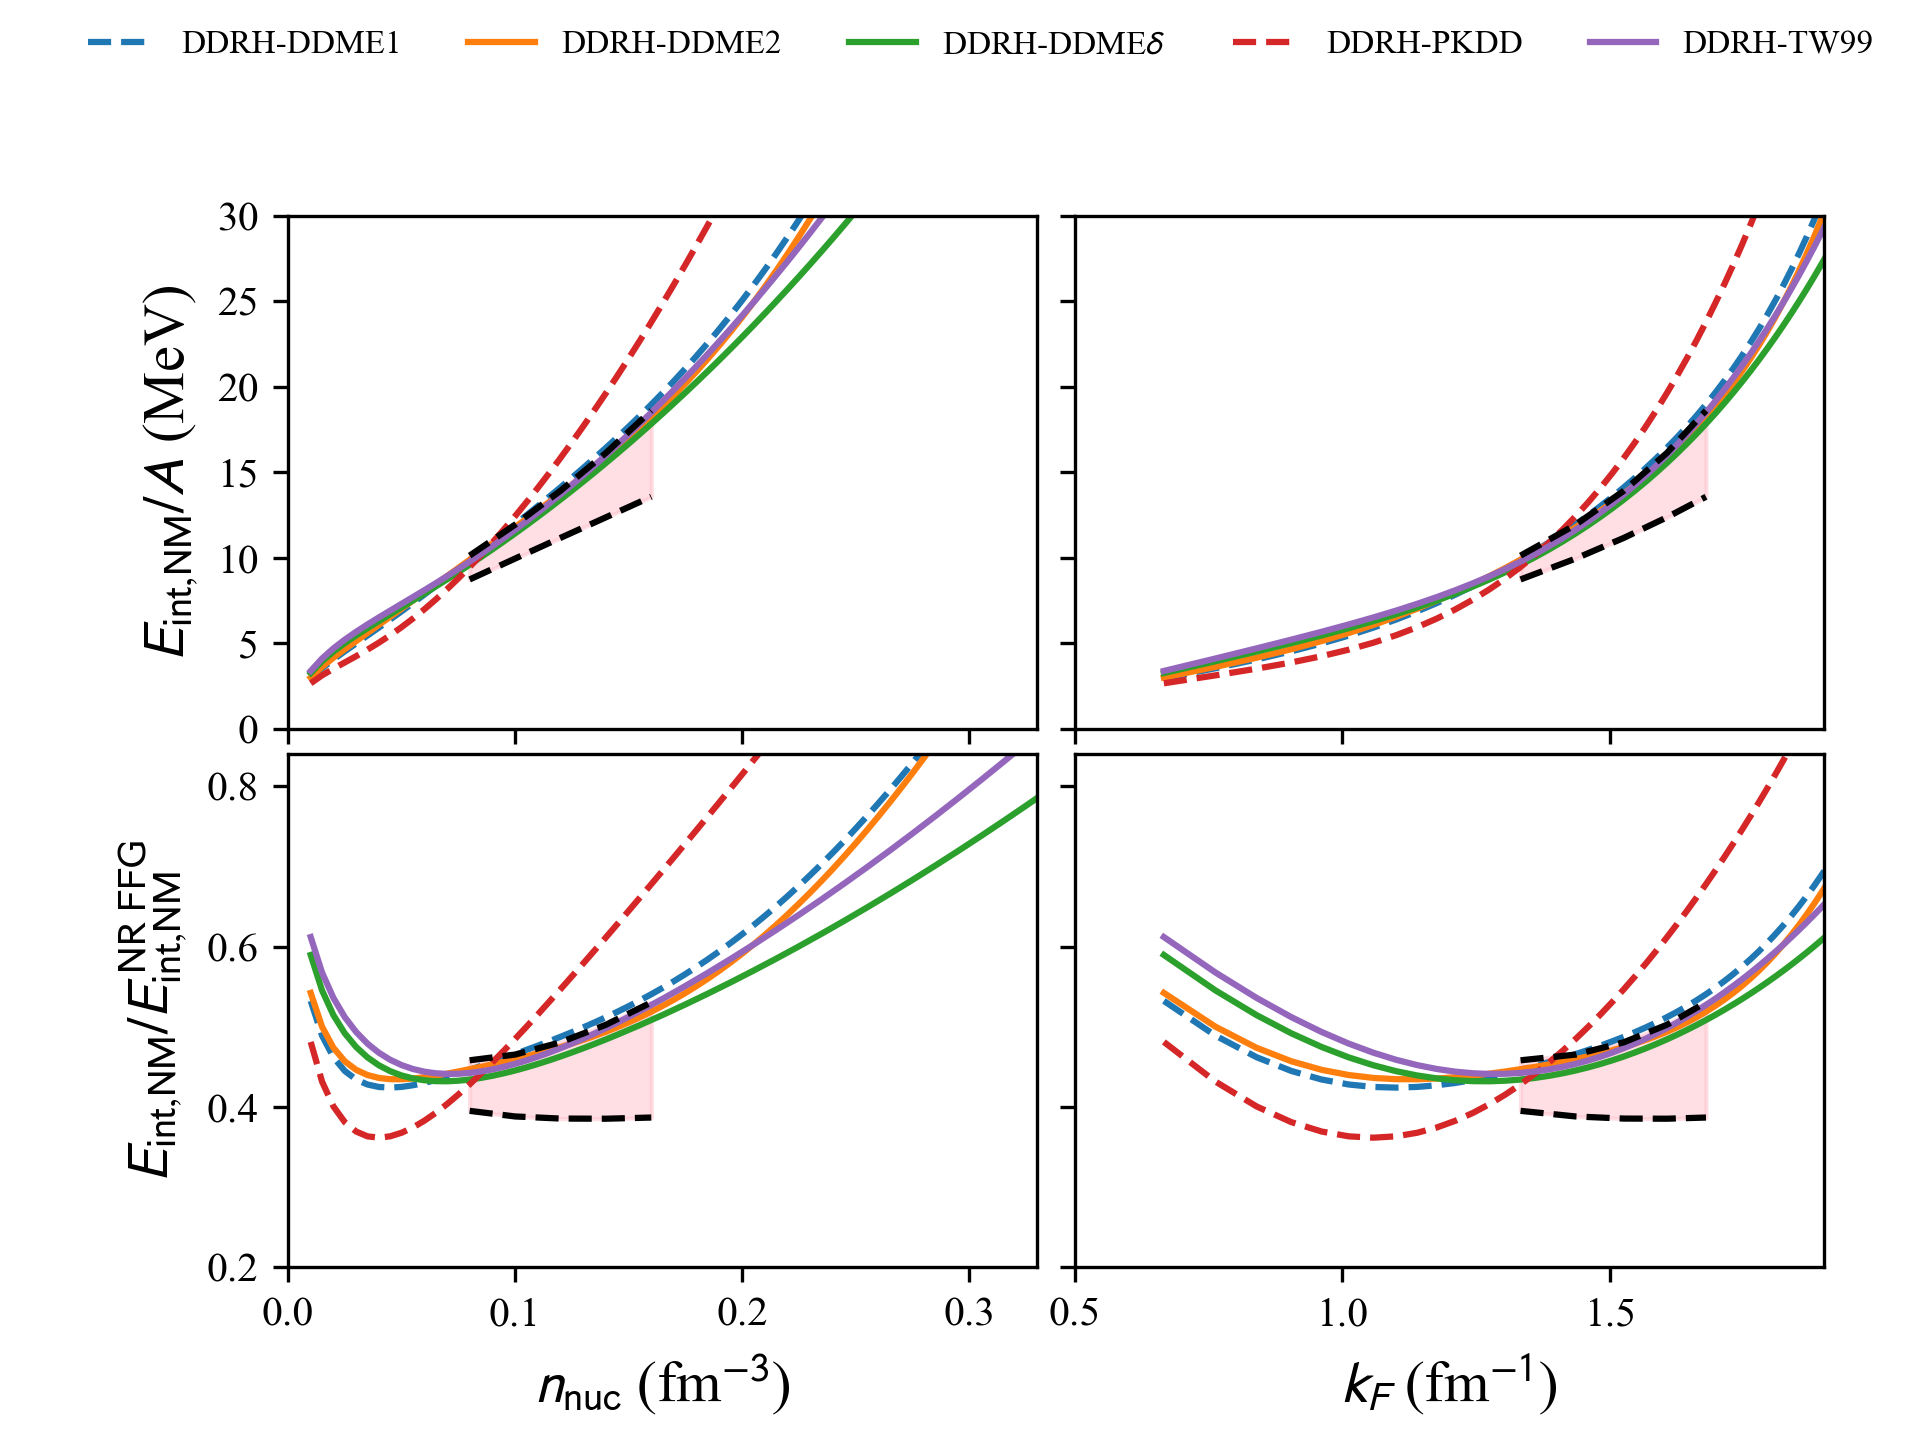 DDRH-DDME1 DDRH-DDME2 DDRH-DDMEδ DDRH-PKDD DDRH-TW99
E_int,NM/A (MeV)
30
25
20
15
10
5
0
E_int,NM/E_int,NM^NR FFG
0.8
0.6
0.4
0.2
0.0 0.1 0.2 0.3
0.5 1.0 1.5
n_nuc (fm⁻³)
k_F (fm⁻¹)